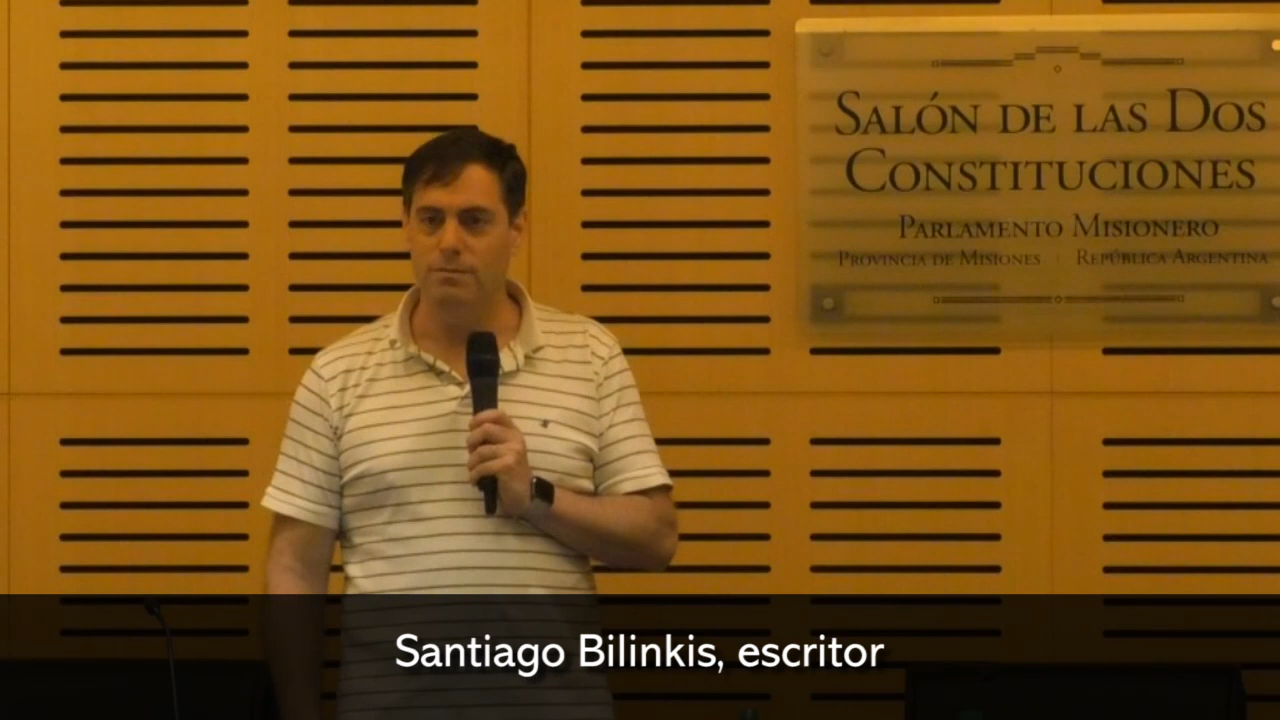 SALÓN DE LAS DOS
CONSTITUCIONES
PARLAMENTO MISIONERO
PROVINCIA DE MISIONES | REPÚBLICA ARGENTINA
Santiago Bilinkis, escritor